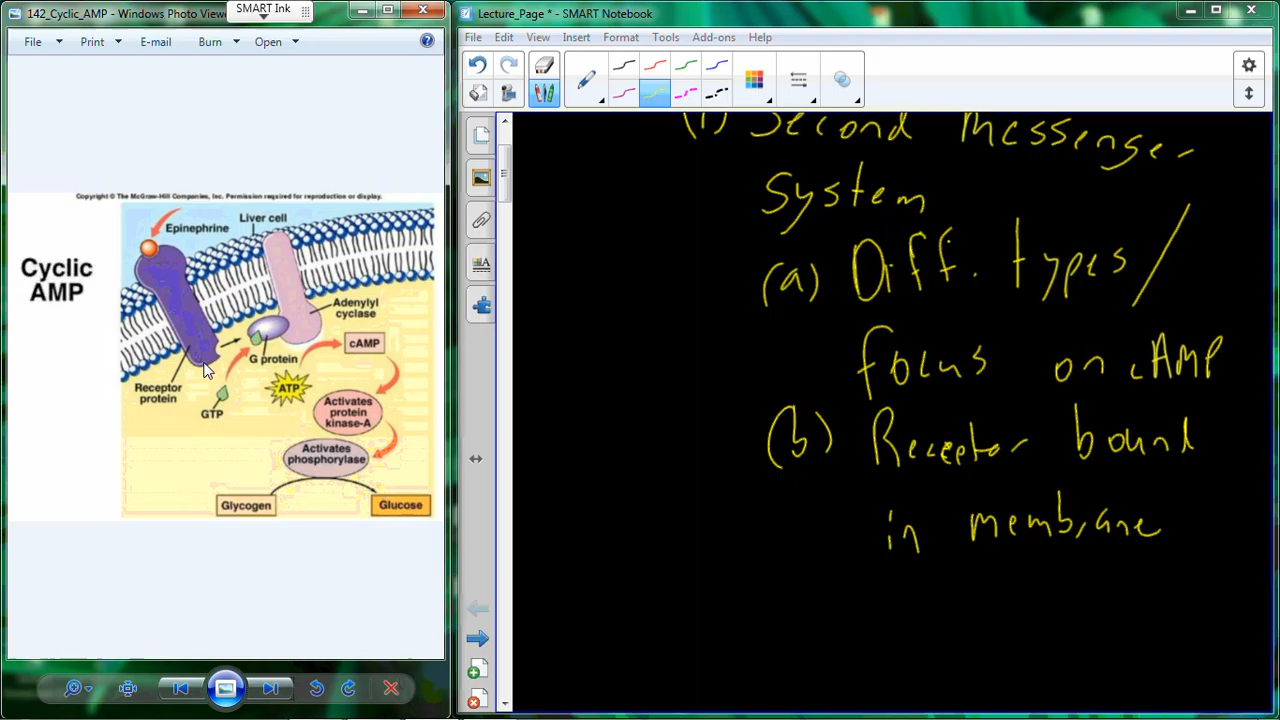 142_Cyclic_AMP - Windows Photo Viewe
SMART Ink
File Print E-mail Burn Open
Copyright © The McGraw-Hill Companies, Inc. Permission required for reproduction or display.
Cyclic
AMP
Epinephrine
Liver cell
Adenylyl
cyclase
G protein
cAMP
Receptor
protein
GTP
ATP
Activates
protein
kinase-A
Activates
phosphorylase
Glycogen
Glucose
Lecture_Page * - SMART Notebook
File Edit View Insert Format Tools Add-ons Help
(1) Second Messenger
System
(a) Diff. types/
focus on cAMP
(b) Receptor bound
in membrane